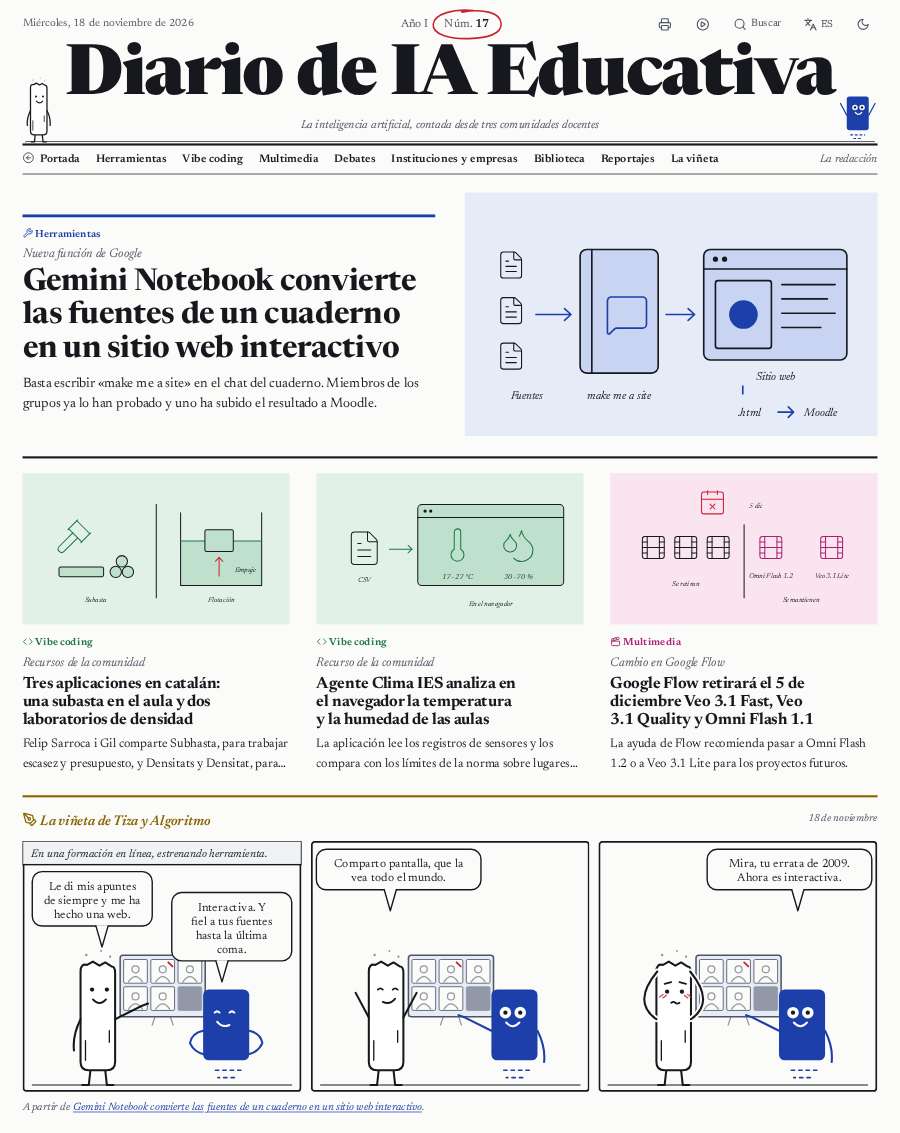 Miércoles, 18 de noviembre de 2026
Año I
Núm. 17
Buscar
ES
Diario de IA Educativa
La inteligencia artificial, contada desde tres comunidades docentes
Portada Herramientas Vibe coding Multimedia Debates Instituciones y empresas Biblioteca Reportajes La viñeta
La redacción
Herramientas
Nueva función de Google
Gemini Notebook convierte
las fuentes de un cuaderno
en un sitio web interactivo
Basta escribir «make me a site» en el chat del cuaderno. Miembros de los
grupos ya lo han probado y uno ha subido el resultado a Moodle.
Fuentes
make me a site
Sitio web
.html
Moodle
Subasta
Empuje
Flotación
Vibe coding
Recursos de la comunidad
Tres aplicaciones en catalán:
una subasta en el aula y dos
laboratorios de densidad
Felip Sarroca i Gil comparte Subhasta, para trabajar
escasez y presupuesto, y Densitats y Densitat, para...
CSV
17-27 °C
30-70 %
En el navegador
Vibe coding
Recurso de la comunidad
Agente Clima IES analiza en
el navegador la temperatura
y la humedad de las aulas
La aplicación lee los registros de sensores y los
compara con los límites de la norma sobre lugares...
5 dic
Se retiran
Omni Flash 1.2
Veo 3.1 Lite
Se mantienen
Multimedia
Cambio en Google Flow
Google Flow retirará el 5 de
diciembre Veo 3.1 Fast, Veo
3.1 Quality y Omni Flash 1.1
La ayuda de Flow recomienda pasar a Omni Flash
1.2 o a Veo 3.1 Lite para los proyectos futuros.
La viñeta de Tiza y Algoritmo
18 de noviembre
En una formación en línea, estrenando herramienta.
Le di mis apuntes
de siempre y me ha
hecho una web.
Interactiva. Y
fiel a tus fuentes
hasta la última
coma.
Comparto pantalla, que la
vea todo el mundo.
Mira, tu errata de 2009.
Ahora es interactiva.
A partir de Gemini Notebook convierte las fuentes de un cuaderno en un sitio web interactivo.